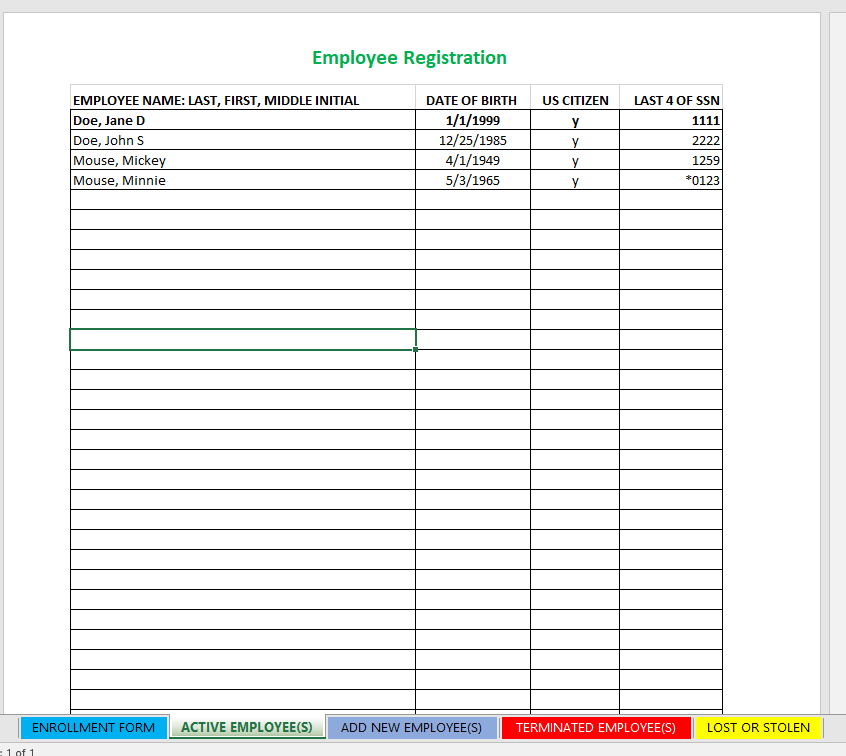 Employee Registration
EMPLOYEE NAME: LAST, FIRST, MIDDLE INITIAL DATE OF BIRTH US CITIZEN LAST 4 OF SSN
Doe, Jane D 1/1/1999 y 1111
Doe, John S 12/25/1985 y 2222
Mouse, Mickey 4/1/1949 y 1259
Mouse, Minnie 5/3/1965 y *0123
ENROLLMENT FORM ACTIVE EMPLOYEE(S) ADD NEW EMPLOYEE(S) TERMINATED EMPLOYEE(S) LOST OR STOLEN
: 1 of 1